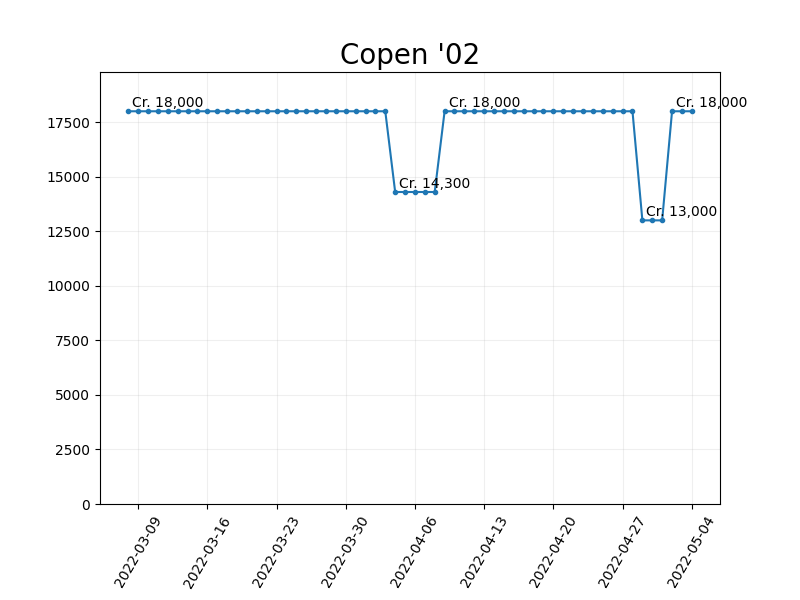 Copen '02
Cr. 18,000
Cr. 18,000
Cr. 18,000
Cr. 14,300
Cr. 13,000
17500
15000
12500
10000
7500
5000
2500
0
2022-03-09
2022-03-16
2022-03-23
2022-03-30
2022-04-06
2022-04-13
2022-04-20
2022-04-27
2022-05-04